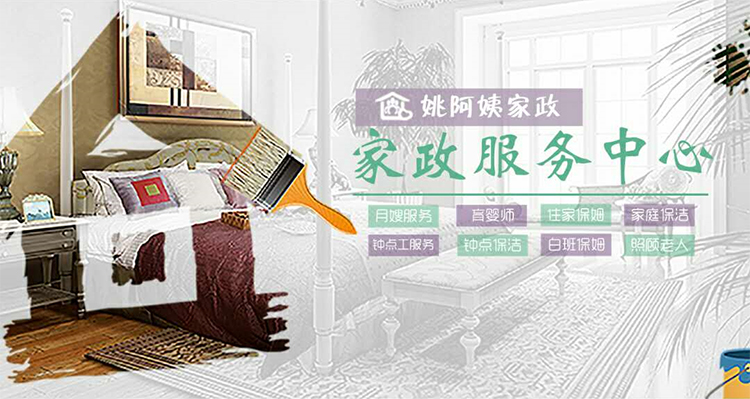 姚阿姨家政
家政服务中心
月嫂服务 育婴师 住家保姆 家庭保洁
钟点工服务 钟点保洁 白班保姆 照顾老人